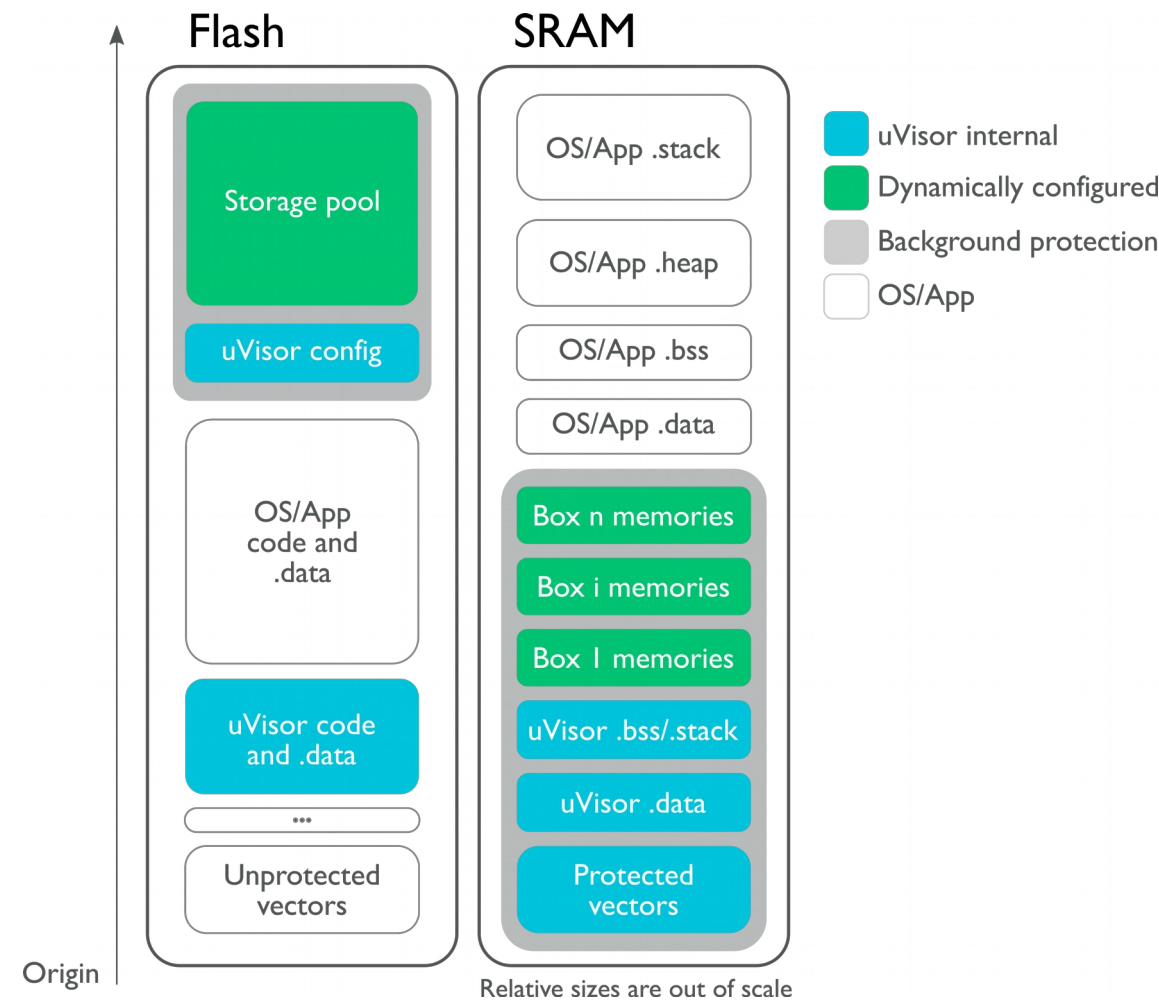 Flash
SRAM
Storage pool
uVisor config
OS/App
code and
.data
uVisor code
and .data
•••
Unprotected
vectors
OS/App .stack
OS/App .heap
OS/App .bss
OS/App .data
Box n memories
Box i memories
Box 1 memories
uVisor .bss/.stack
uVisor .data
Protected
vectors
uVisor internal
Dynamically configured
Background protection
OS/App
Origin
Relative sizes are out of scale